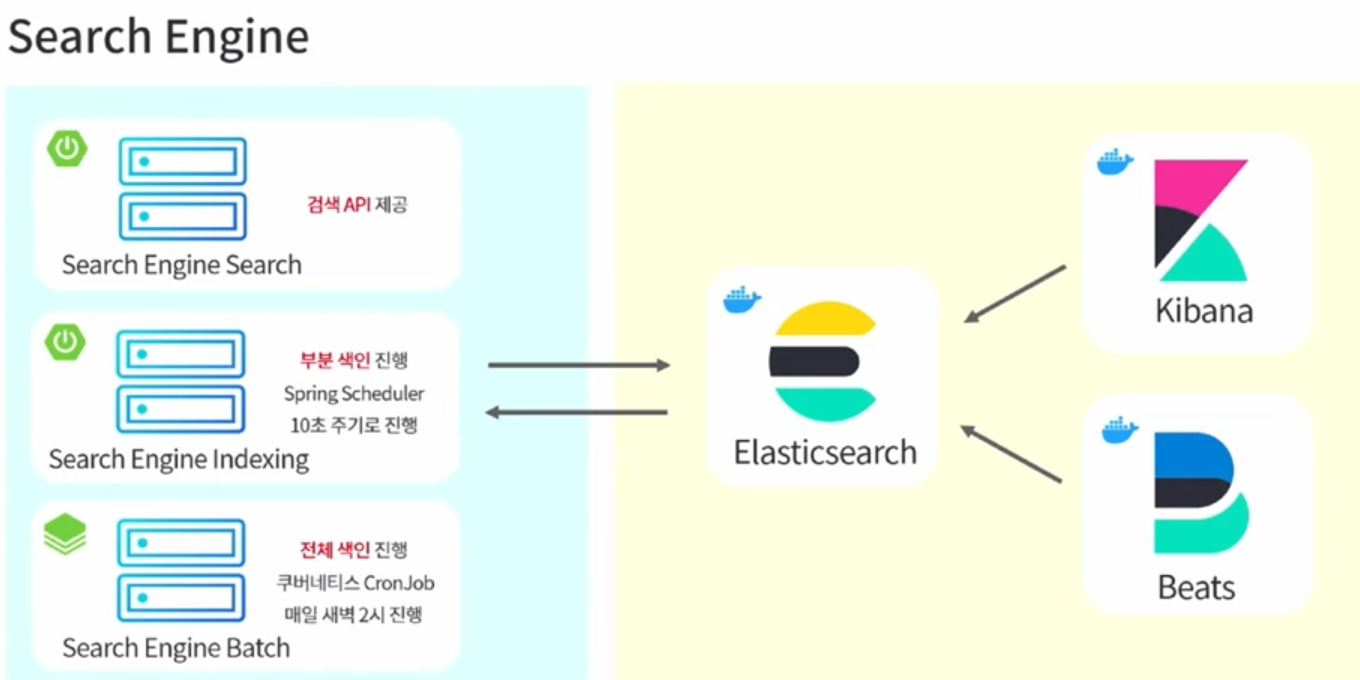 Search Engine
검색 API 제공
Search Engine Search
부분 색인 진행
Spring Scheduler
10초 주기로 진행
Search Engine Indexing
전체 색인 진행
쿠버네티스 CronJob
매일 새벽 2시 진행
Search Engine Batch
Elasticsearch
Kibana
Beats